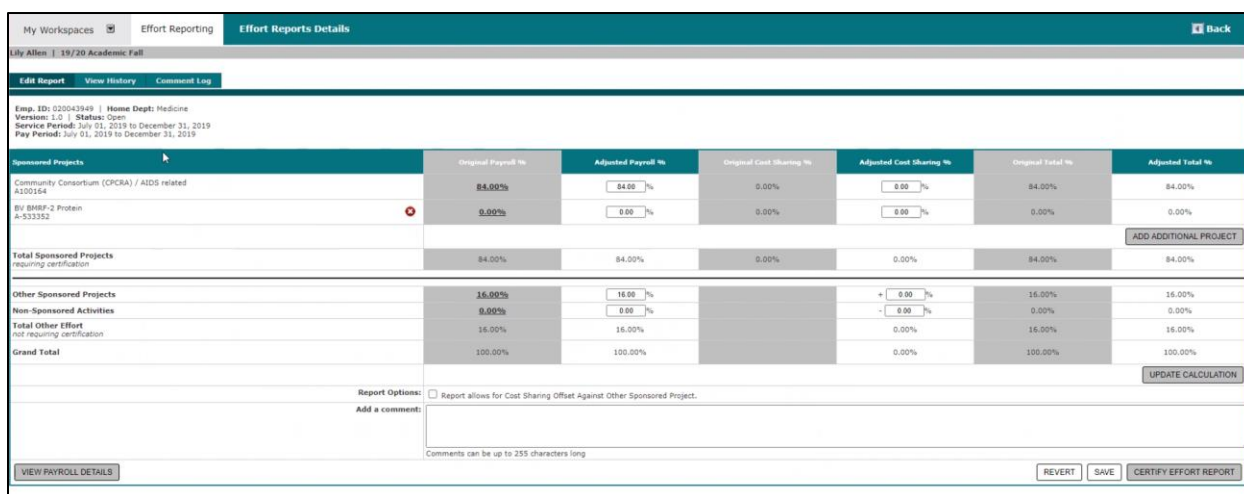 My Workspaces Effort Reporting Effort Reports Details Back
Lily Allen | 19/20 Academic Fall
Edit Report View History Comment Log
Emp. ID: 020043949 | Home Dept: Medicine
Version: 1.0 | Status: Open
Service Period: July 01, 2019 to December 31, 2019
Pay Period: July 01, 2019 to December 31, 2019
Sponsored Projects Original Payroll % Adjusted Payroll % Original Cost Sharing % Adjusted Cost Sharing % Original Total % Adjusted Total %
Community Consortium (CPCRA) / AIDS related
A100164
84.00% 84.00 % 0.00% 0.00 % 84.00% 84.00%
BV BMRF-2 Protein
A-533352
0.00% 0.00 % 0.00% 0.00 % 0.00% 0.00%
ADD ADDITIONAL PROJECT
Total Sponsored Projects
requiring certification
84.00% 84.00% 0.00% 0.00% 84.00% 84.00%
Other Sponsored Projects 16.00% 16.00 % + 0.00 % 16.00% 16.00%
Non-Sponsored Activities 0.00% 0.00 % - 0.00 % 0.00% 0.00%
Total Other Effort
not requiring certification
16.00% 16.00% 0.00% 16.00% 16.00%
Grand Total 100.00% 100.00% 0.00% 100.00% 100.00%
UPDATE CALCULATION
Report Options: Report allows for Cost Sharing Offset Against Other Sponsored Project.
Add a comment:
Comments can be up to 255 characters long
VIEW PAYROLL DETAILS REVERT SAVE CERTIFY EFFORT REPORT